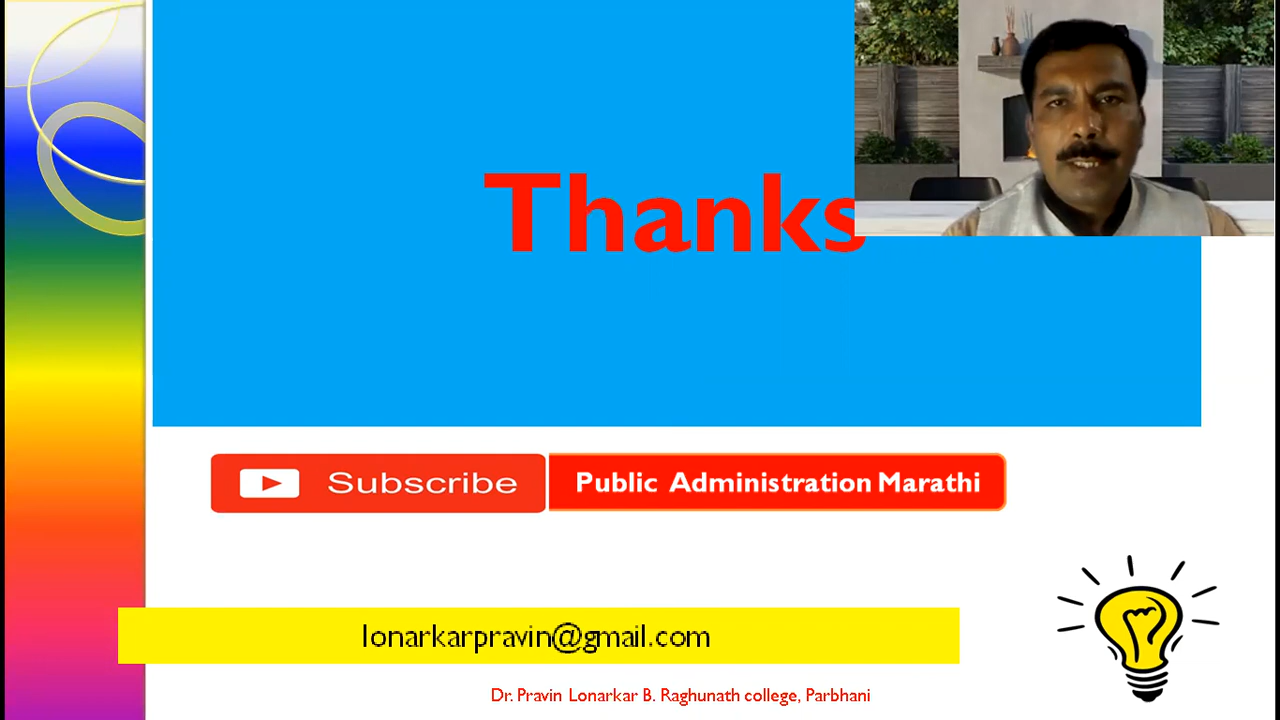 Thanks
Subscribe
Public Administration Marathi
lonarkarpravin@gmail.com
Dr. Pravin Lonarkar B. Raghunath college, Parbhani